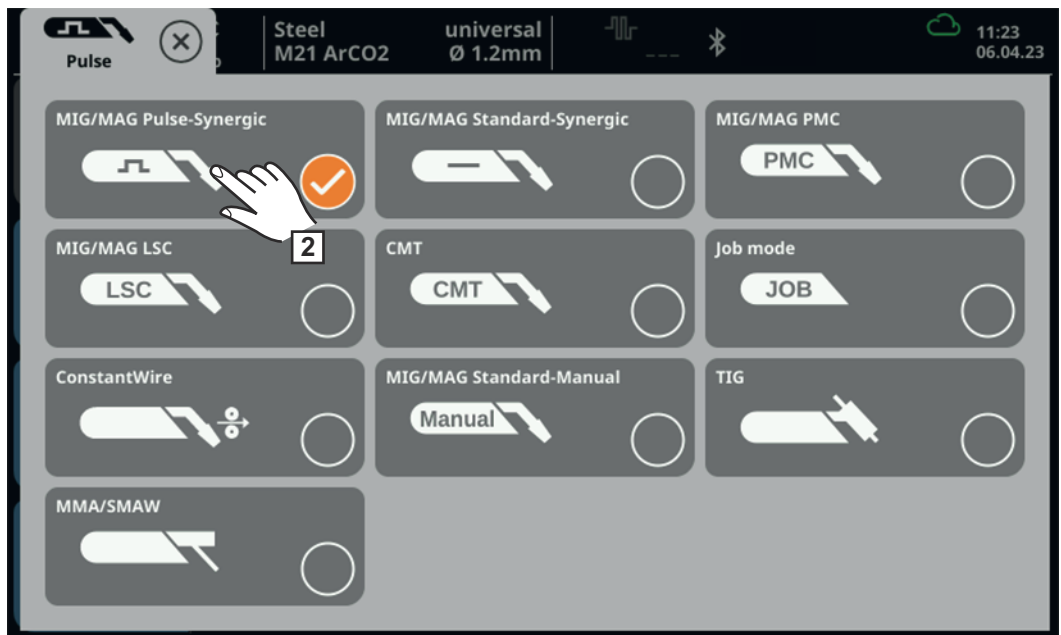 Steel universal 11:23
Pulse M21 ArCO2 Ø 1.2mm --- 06.04.23
MIG/MAG Pulse-Synergic MIG/MAG Standard-Synergic MIG/MAG PMC
PMC
2
MIG/MAG LSC CMT Job mode
LSC CMT JOB
ConstantWire MIG/MAG Standard-Manual TIG
Manual
MMA/SMAW